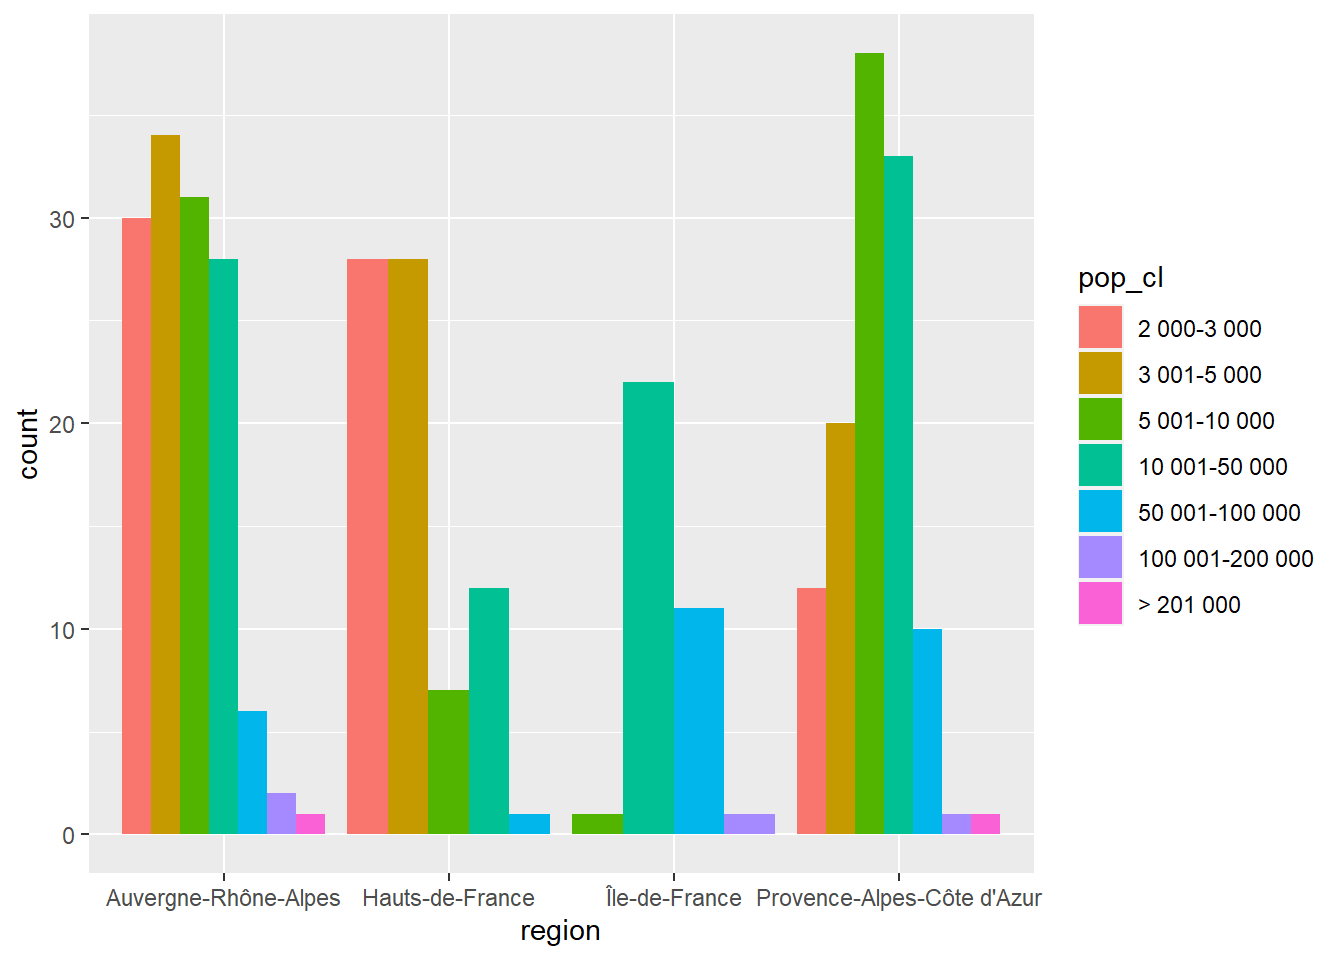 30
20
10
0
count
Auvergne-Rhône-Alpes
Hauts-de-France
Île-de-France
Provence-Alpes-Côte d'Azur
region
pop_cl
2 000-3 000
3 001-5 000
5 001-10 000
10 001-50 000
50 001-100 000
100 001-200 000
> 201 000